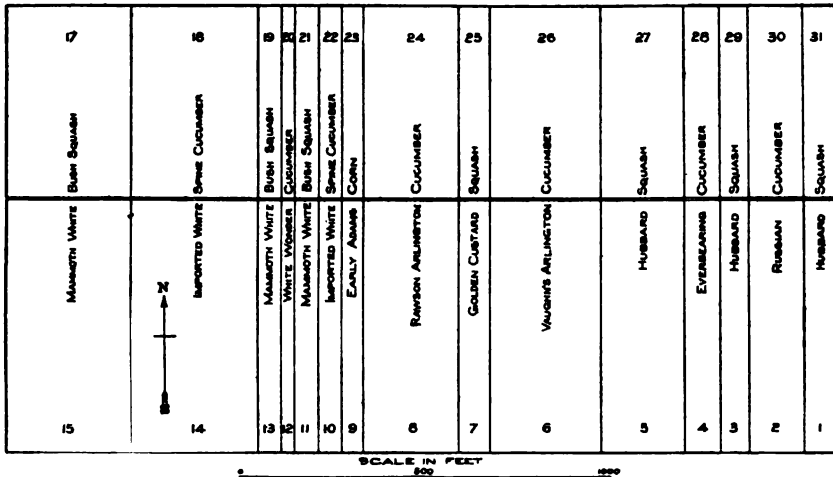 17 18 19 20 21 22 23 24 25 26 27 28 29 30 31
MAMMOTH WHITE BUSH SQUASH
IMPORTED WHITE SPINE CUCUMBER
MAMMOTH WHITE BUSH SQUASH
WHITE WONDER CUCUMBER
MAMMOTH WHITE BUSH SQUASH
IMPORTED WHITE SPINE CUCUMBER
EARLY ADAMS CORN
RAWSON ARLINGTON CUCUMBER
GOLDEN CUSTARD SQUASH
VAUGHN'S ARLINGTON CUCUMBER
HUBBARD SQUASH
EVERBEARING CUCUMBER
HUBBARD SQUASH
RUSSIAN CUCUMBER
HUBBARD SQUASH
N
15 14 13 12 11 10 9 8 7 6 5 4 3 2 1
SCALE IN FEET
0 500 1000